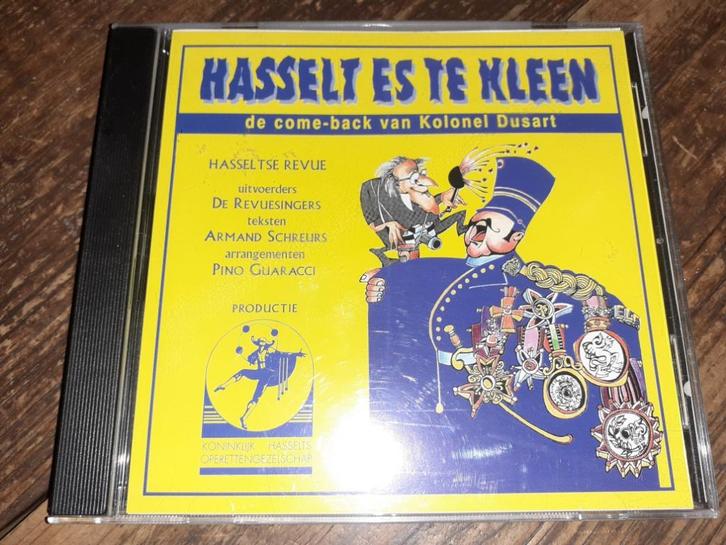 HASSELT ES TE KLEEN
de come-back van Kolonel Dusart
HASSELTSE REVUE
uitvoerders
DE REVUESINGERS
teksten
ARMAND SCHREURS
arrangementen
PINO GUARACCI
PRODUCTIE
KONINKLIJK HASSELTS
OPERETTENGEZELSCHAP